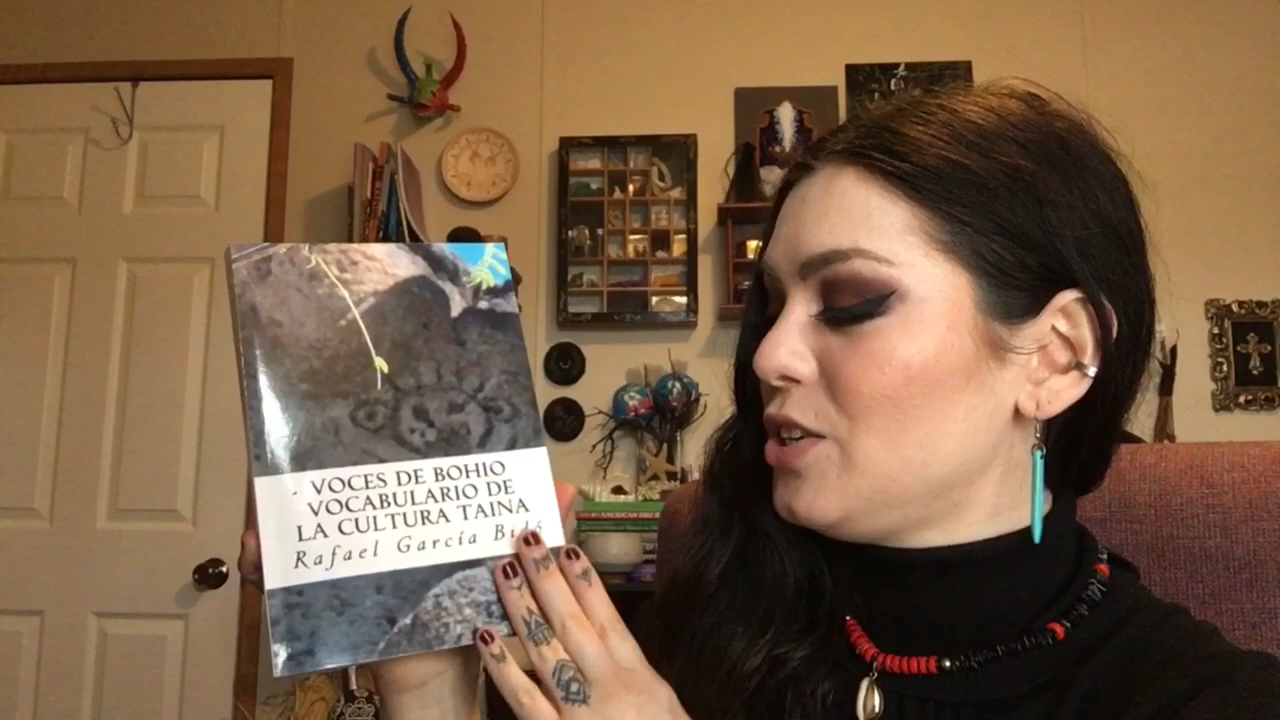 VOCES DE BOHIO
VOCABULARIO DE
LA CULTURA TAINA
Rafael García Bidó